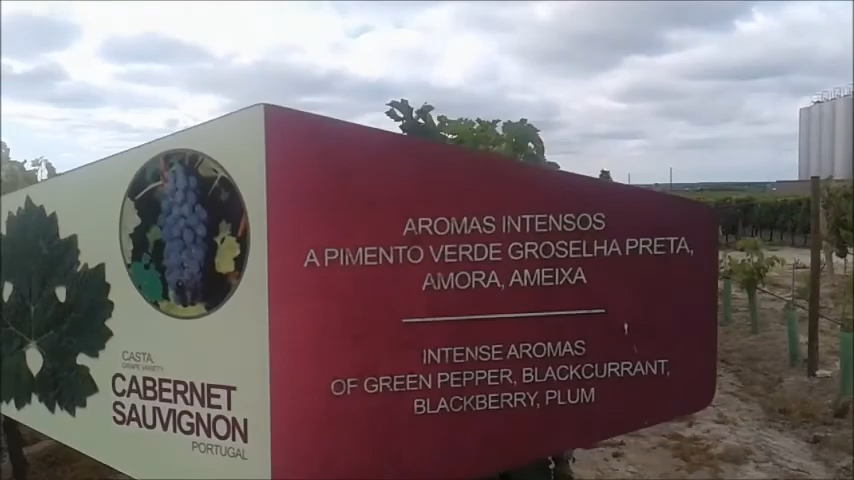 CASTA
GRAPE VARIETY
CABERNET
SAUVIGNON
PORTUGAL
AROMAS INTENSOS
A PIMENTO VERDE GROSELHA PRETA,
AMORA, AMEIXA
INTENSE AROMAS
OF GREEN PEPPER, BLACKCURRANT,
BLACKBERRY, PLUM